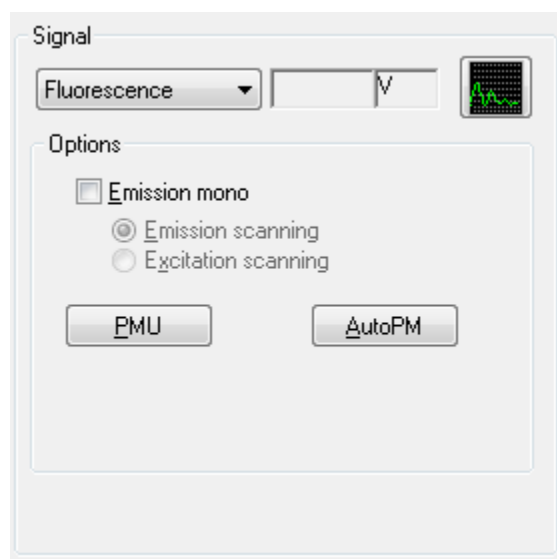 Signal
Fluorescence V
Options
Emission mono
Emission scanning
Excitation scanning
PMU AutoPM